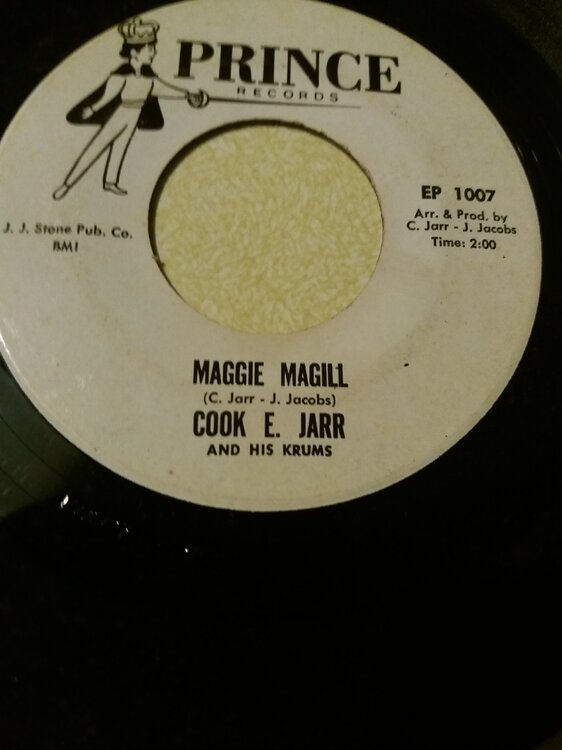 PRINCE
RECORDS
EP 1007
Arr. & Prod. by
C. Jarr - J. Jacobs
Time: 2:00
J. J. Stone Pub. Co.
BMI
MAGGIE MAGILL
(C. Jarr - J. Jacobs)
COOK E. JARR
AND HIS KRUMS